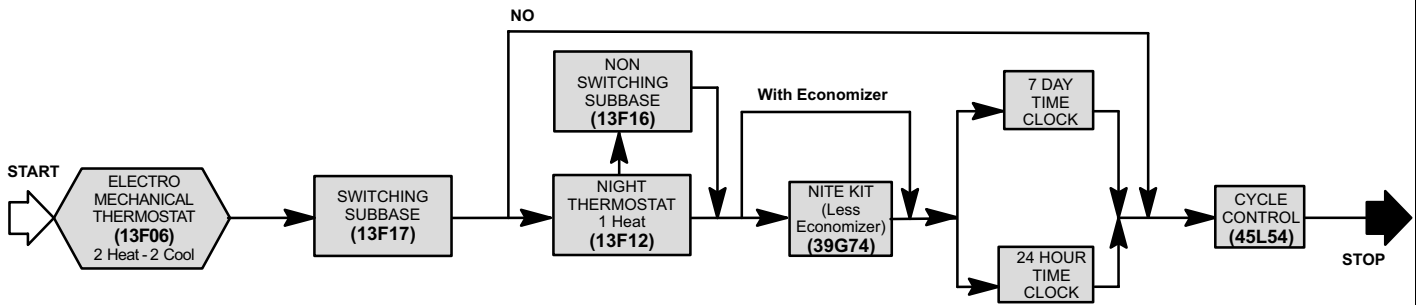 NO
START
ELECTRO
MECHANICAL
THERMOSTAT
(13F06)
2 Heat - 2 Cool
SWITCHING
SUBBASE
(13F17)
NON
SWITCHING
SUBBASE
(13F16)
NIGHT
THERMOSTAT
1 Heat
(13F12)
With Economizer
NITE KIT
(Less
Economizer)
(39G74)
7 DAY
TIME
CLOCK
24 HOUR
TIME
CLOCK
CYCLE
CONTROL
(45L54)
STOP